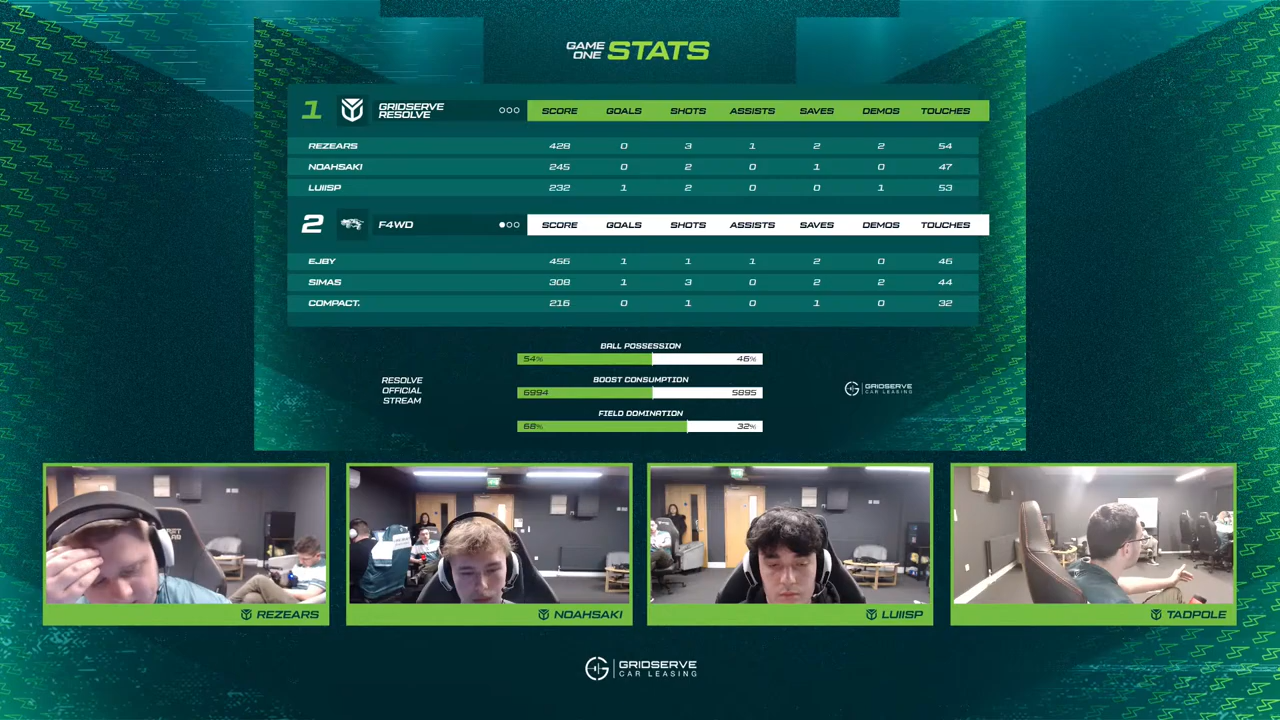 GAME ONE STATS
1 GRIDSERVE RESOLVE SCORE GOALS SHOTS ASSISTS SAVES DEMOS TOUCHES
REZEARS 428 0 3 1 2 2 54
NOAHSAKI 245 0 2 0 1 0 47
LUIISP 232 1 2 0 0 1 53
2 F4WD SCORE GOALS SHOTS ASSISTS SAVES DEMOS TOUCHES
EJBY 456 1 1 1 2 0 46
SIMAS 308 1 3 0 2 2 44
COMPACT. 216 0 1 0 1 0 32
BALL POSSESSION
54% 46%
BOOST CONSUMPTION
6994 5895
FIELD DOMINATION
68% 32%
RESOLVE
OFFICIAL
STREAM
GRIDSERVE
CAR LEASING
REZEARS
NOAHSAKI
LUIISP
TADPOLE
GRIDSERVE
CAR LEASING